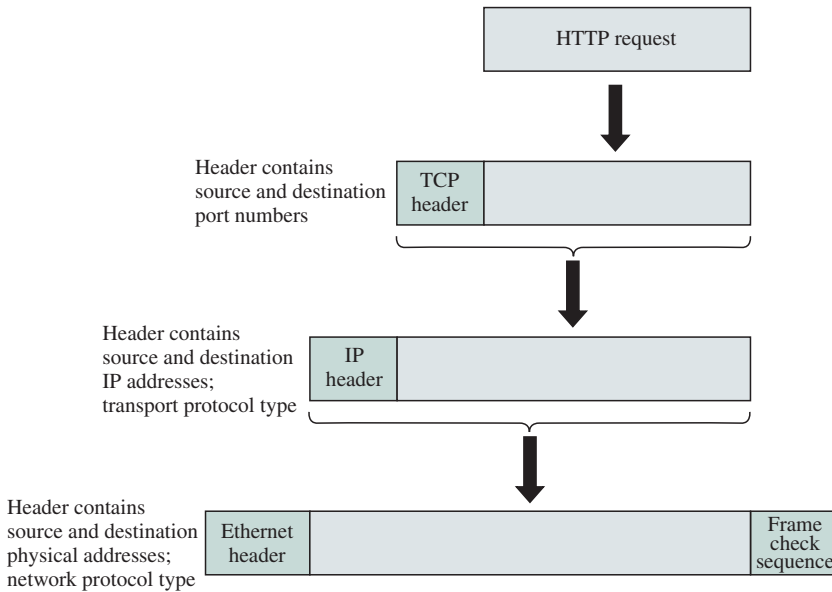 HTTP request
Header contains
source and destination
port numbers
TCP
header
Header contains
source and destination
IP addresses;
transport protocol type
IP
header
Header contains
source and destination
physical addresses;
network protocol type
Ethernet
header
Frame
check
sequence